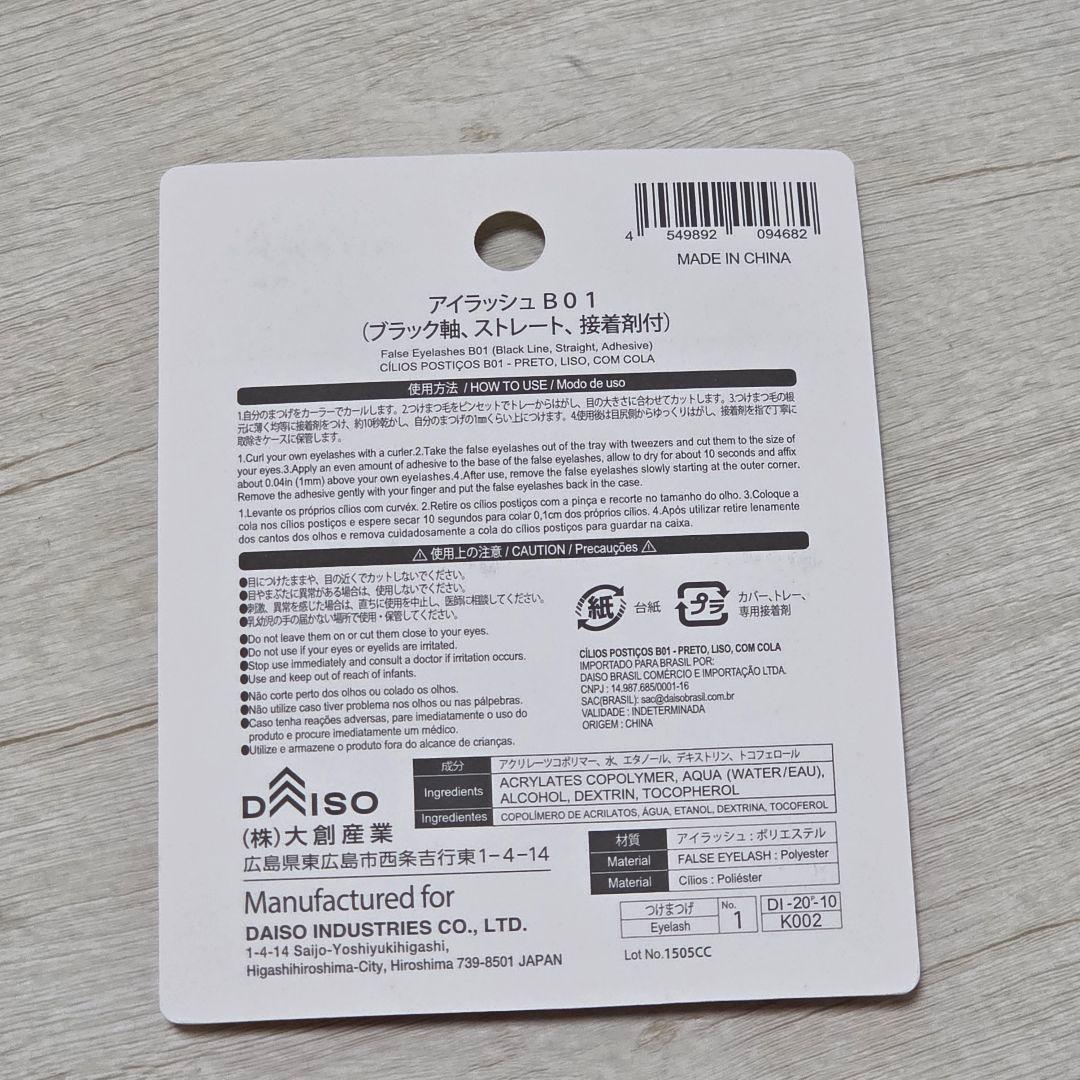 4 549892 094682
MADE IN CHINA
アイラッシュ B01
（ブラック軸、ストレート、接着剤付）
False Eyelashes B01 (Black Line, Straight, Adhesive)
CÍLIOS POSTIÇOS B01 - PRETO, LISO, COM COLA
使用方法 / HOW TO USE / Modo de uso
1.自分のまつげをカーラーでカールします。2.つけまつ毛をピンセットでトレーからはがし、目の大きさに合わせてカットします。3.つけまつ毛の根
元に薄く均等に接着剤をつけ、約10秒乾かし、自分のまつげの1mmくらい上につけます。4.使用後は目尻側からゆっくりはがし、接着剤を指で丁寧に
取除きケースに保管します。
1.Curl your own eyelashes with a curler.2.Take the false eyelashes out of the tray with tweezers and cut them to the size of
your eyes.3.Apply an even amount of adhesive to the base of the false eyelashes, allow to dry for about 10 seconds and affix
about 0.04in (1mm) above your own eyelashes.4.After use, remove the false eyelashes slowly starting at the outer corner.
Remove the adhesive gently with your finger and put the false eyelashes back in the case.
1.Levante os próprios cílios com curvéx. 2.Retire os cílios postiços com a pinça e recorte no tamanho do olho. 3.Coloque a
cola nos cílios postiços e espere secar 10 segundos para colar 0,1cm dos próprios cílios. 4.Após utilizar retire lenamente
dos cantos dos olhos e remova cuidadosamente a cola do cílios postiços para guardar na caixa.
⚠ 使用上の注意 / CAUTION / Precauções ⚠
●目につけたままや、目の近くでカットしないでください。
●目やまぶたに異常がある場合は、使用しないでください。
●刺激、異常を感じた場合は、直ちに使用を中止し、医師に相談してください。
●乳幼児の手の届かない場所で使用・保管してください。
●Do not leave them on or cut them close to your eyes.
●Do not use if your eyes or eyelids are irritated.
●Stop use immediately and consult a doctor if irritation occurs.
●Use and keep out of reach of infants.
●Não corte perto dos olhos ou colado os olhos.
●Não utilize caso tiver problema nos olhos ou nas pálpebras.
●Caso tenha reações adversas, pare imediatamente o uso do
produto e procure imediatamente um médico.
●Utilize e armazene o produto fora do alcance de crianças.
紙 台紙 プラ カバー、トレー、
専用接着剤
CÍLIOS POSTIÇOS B01 - PRETO, LISO, COM COLA
IMPORTADO PARA BRASIL POR:
DAISO BRASIL COMÉRCIO E IMPORTAÇÃO LTDA.
CNPJ : 14.987.685/0001-16
SAC(BRASIL): sac@daisobrasil.com.br
VALIDADE : INDETERMINADA
ORIGEM : CHINA
成分 アクリレーツコポリマー、水、エタノール、デキストリン、トコフェロール
Ingredients ACRYLATES COPOLYMER, AQUA (WATER/EAU),
ALCOHOL, DEXTRIN, TOCOPHEROL
Ingredientes COPOLÍMERO DE ACRILATOS, ÁGUA, ETANOL, DEXTRINA, TOCOFEROL
DAISO
（株）大創産業
広島県東広島市西条吉行東1-4-14
Manufactured for
DAISO INDUSTRIES CO., LTD.
1-4-14 Saijo-Yoshiyukihigashi,
Higashihiroshima-City, Hiroshima 739-8501 JAPAN
材質 アイラッシュ：ポリエステル
Material FALSE EYELASH : Polyester
Material Cílios : Poliéster
つけまつげ No. DI -20P-10
Eyelash 1 K002
Lot No.1505CC